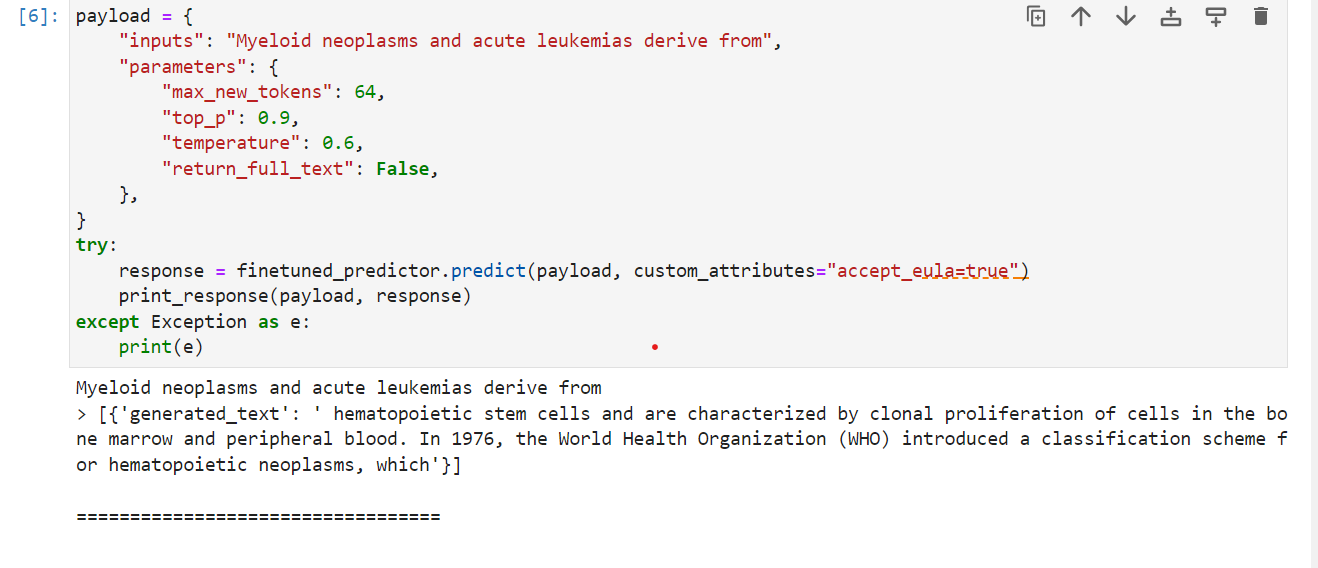 [6]: payload = {
    "inputs": "Myeloid neoplasms and acute leukemias derive from",
    "parameters": {
        "max_new_tokens": 64,
        "top_p": 0.9,
        "temperature": 0.6,
        "return_full_text": False,
    },
}
try:
    response = finetuned_predictor.predict(payload, custom_attributes="accept_eula=true")
    print_response(payload, response)
except Exception as e:
    print(e)
Myeloid neoplasms and acute leukemias derive from
> [{'generated_text': ' hematopoietic stem cells and are characterized by clonal proliferation of cells in the bo
ne marrow and peripheral blood. In 1976, the World Health Organization (WHO) introduced a classification scheme f
or hematopoietic neoplasms, which'}]
==================================